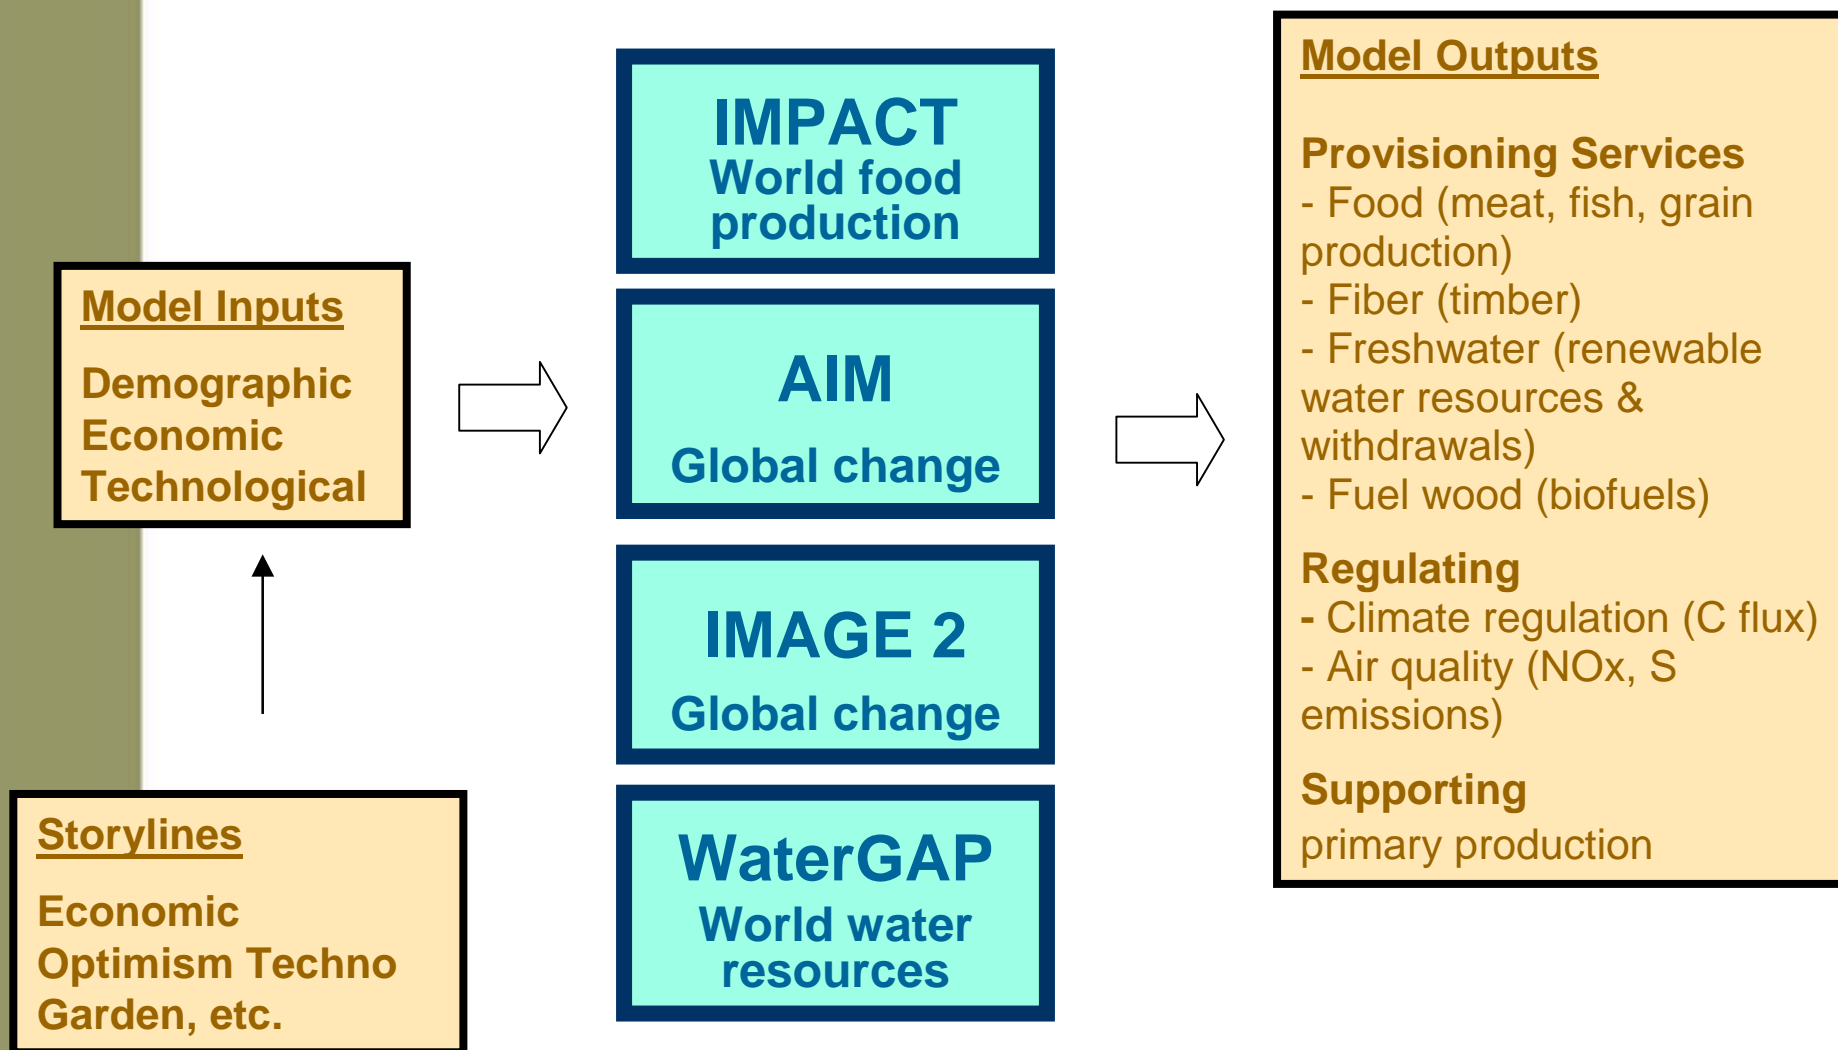 Model Inputs
Demographic
Economic
Technological
Storylines
Economic
Optimism Techno
Garden, etc.
IMPACT
World food
production
AIM
Global change
IMAGE 2
Global change
WaterGAP
World water
resources
Model Outputs
Provisioning Services
- Food (meat, fish, grain
production)
- Fiber (timber)
- Freshwater (renewable
water resources &
withdrawals)
- Fuel wood (biofuels)
Regulating
- Climate regulation (C flux)
- Air quality (NOx, S
emissions)
Supporting
primary production